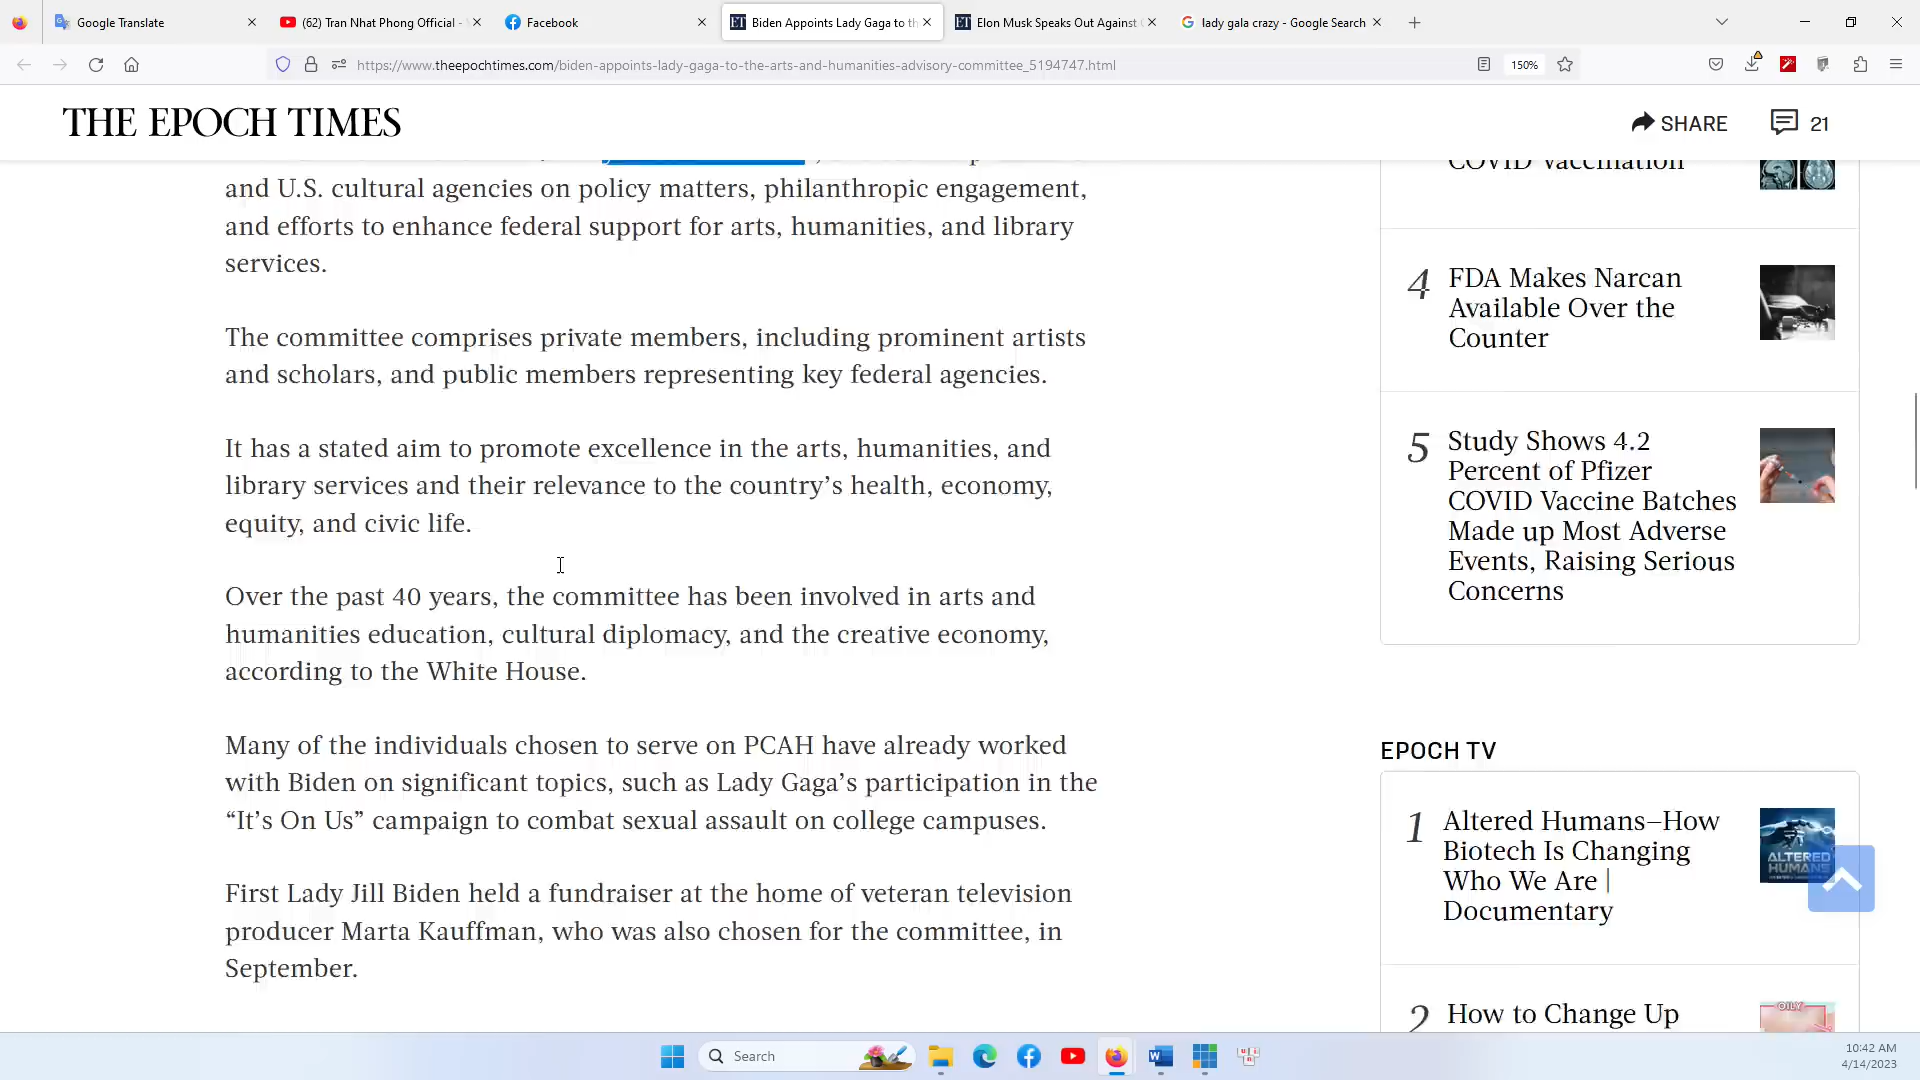 Google Translate
(62) Tran Nhat Phong Official -
Facebook
Biden Appoints Lady Gaga to th
Elon Musk Speaks Out Against
lady gala crazy - Google Search
https://www.theepochtimes.com/biden-appoints-lady-gaga-to-the-arts-and-humanities-advisory-committee_5194747.html
150%
THE EPOCH TIMES
SHARE
21
and U.S. cultural agencies on policy matters, philanthropic engagement,
and efforts to enhance federal support for arts, humanities, and library
services.
The committee comprises private members, including prominent artists
and scholars, and public members representing key federal agencies.
It has a stated aim to promote excellence in the arts, humanities, and
library services and their relevance to the country’s health, economy,
equity, and civic life.
Over the past 40 years, the committee has been involved in arts and
humanities education, cultural diplomacy, and the creative economy,
according to the White House.
Many of the individuals chosen to serve on PCAH have already worked
with Biden on significant topics, such as Lady Gaga’s participation in the
“It’s On Us” campaign to combat sexual assault on college campuses.
First Lady Jill Biden held a fundraiser at the home of veteran television
producer Marta Kauffman, who was also chosen for the committee, in
September.
COVID Vaccination
4
FDA Makes Narcan
Available Over the
Counter
5
Study Shows 4.2
Percent of Pfizer
COVID Vaccine Batches
Made up Most Adverse
Events, Raising Serious
Concerns
EPOCH TV
1
Altered Humans—How
Biotech Is Changing
Who We Are |
Documentary
ALTERED
HUMANS
2
How to Change Up
OILY
Search
10:42 AM
4/14/2023